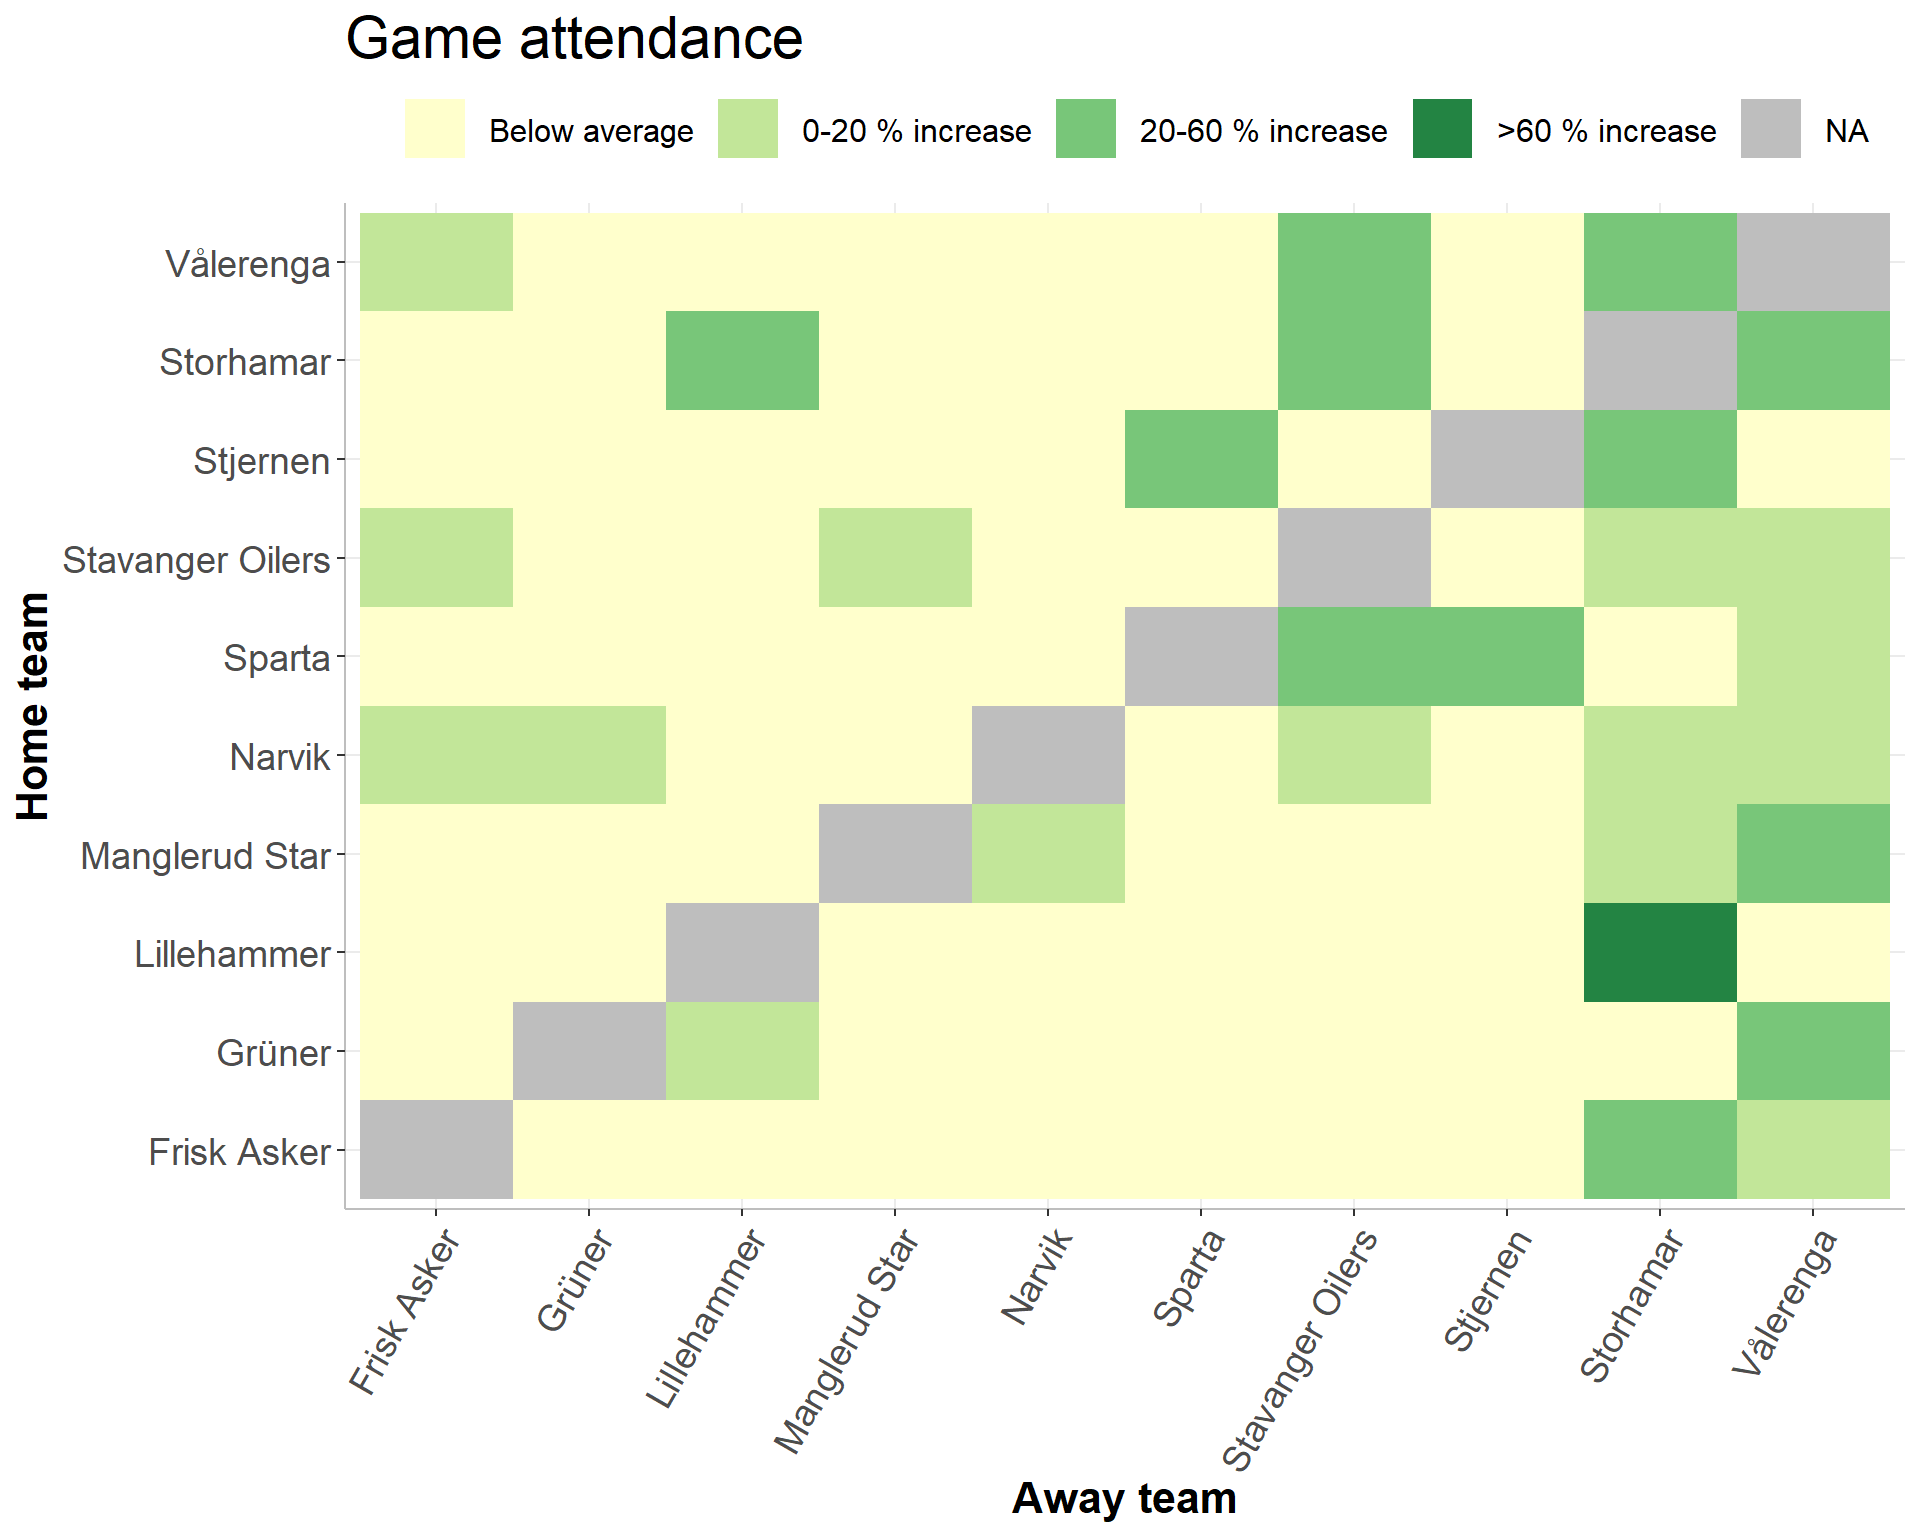 Game attendance
Below average
0-20 % increase
20-60 % increase
>60 % increase
NA
Home team
Vålerenga
Storhamar
Stjernen
Stavanger Oilers
Sparta
Narvik
Manglerud Star
Lillehammer
Grüner
Frisk Asker
Frisk Asker
Grüner
Lillehammer
Manglerud Star
Narvik
Sparta
Stavanger Oilers
Stjernen
Storhamar
Vålerenga
Away team